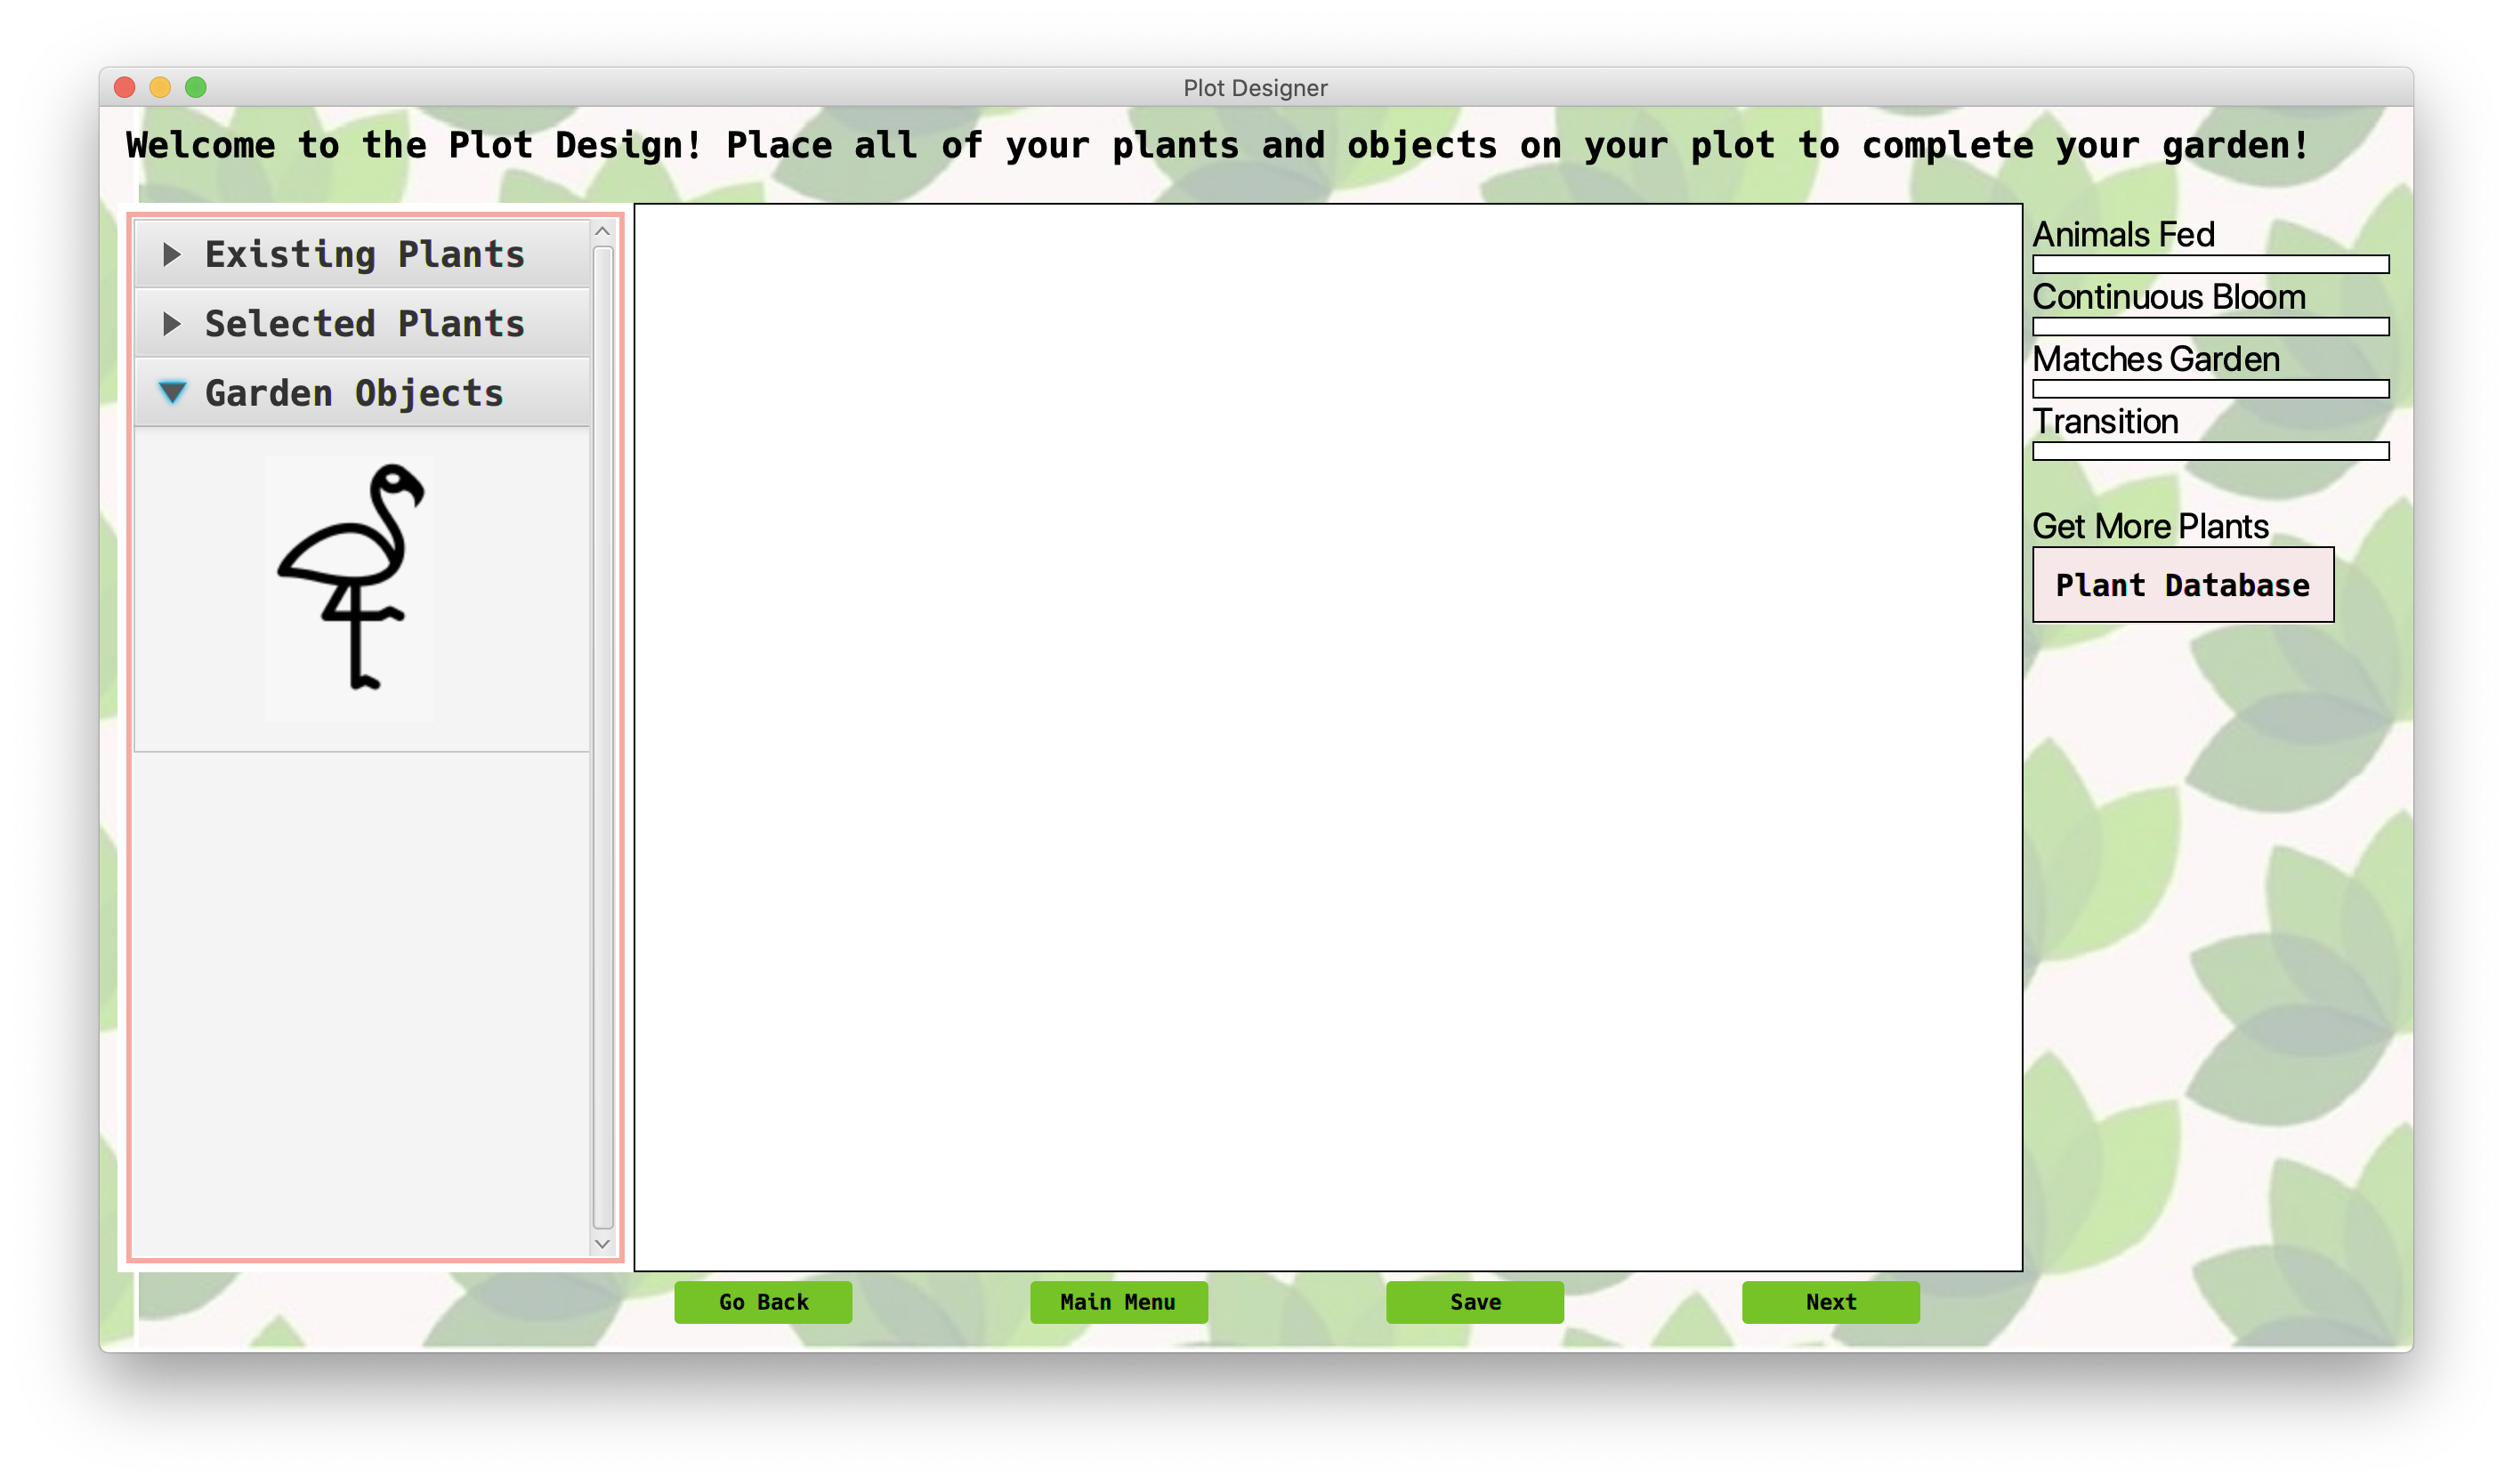 Plot Designer
Welcome to the Plot Design! Place all of your plants and objects on your plot to complete your garden!
Existing Plants
Selected Plants
Garden Objects
Animals Fed
Continuous Bloom
Matches Garden
Transition
Get More Plants
Plant Database
Go Back
Main Menu
Save
Next